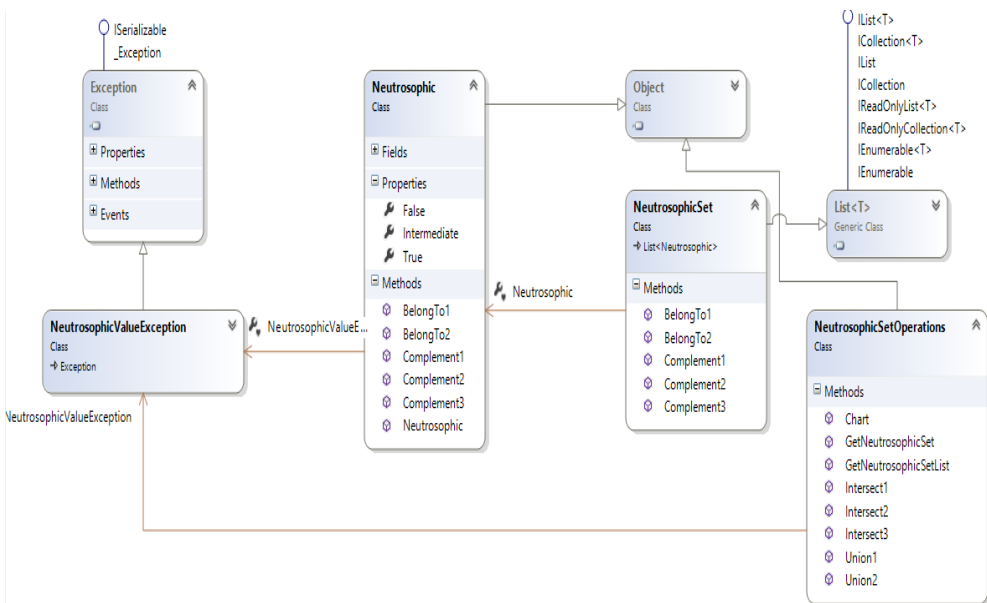 ISerializable
_Exception
Exception
Class
Properties
Methods
Events
NeutrosophicValueException
Class
Exception
NeutrosophicValueException
NeutrosophicValueE...
Neutrosophic
Class
Fields
Properties
False
Intermediate
True
Methods
BelongTo1
BelongTo2
Complement1
Complement2
Complement3
Neutrosophic
Neutrosophic
Object
Class
NeutrosophicSet
Class
List<Neutrosophic>
Methods
BelongTo1
BelongTo2
Complement1
Complement2
Complement3
IList<T>
ICollection<T>
IList
ICollection
IReadOnlyList<T>
IReadOnlyCollection<T>
IEnumerable<T>
IEnumerable
List<T>
Generic Class
NeutrosophicSetOperations
Class
Methods
Chart
GetNeutrosophicSet
GetNeutrosophicSetList
Intersect1
Intersect2
Intersect3
Union1
Union2